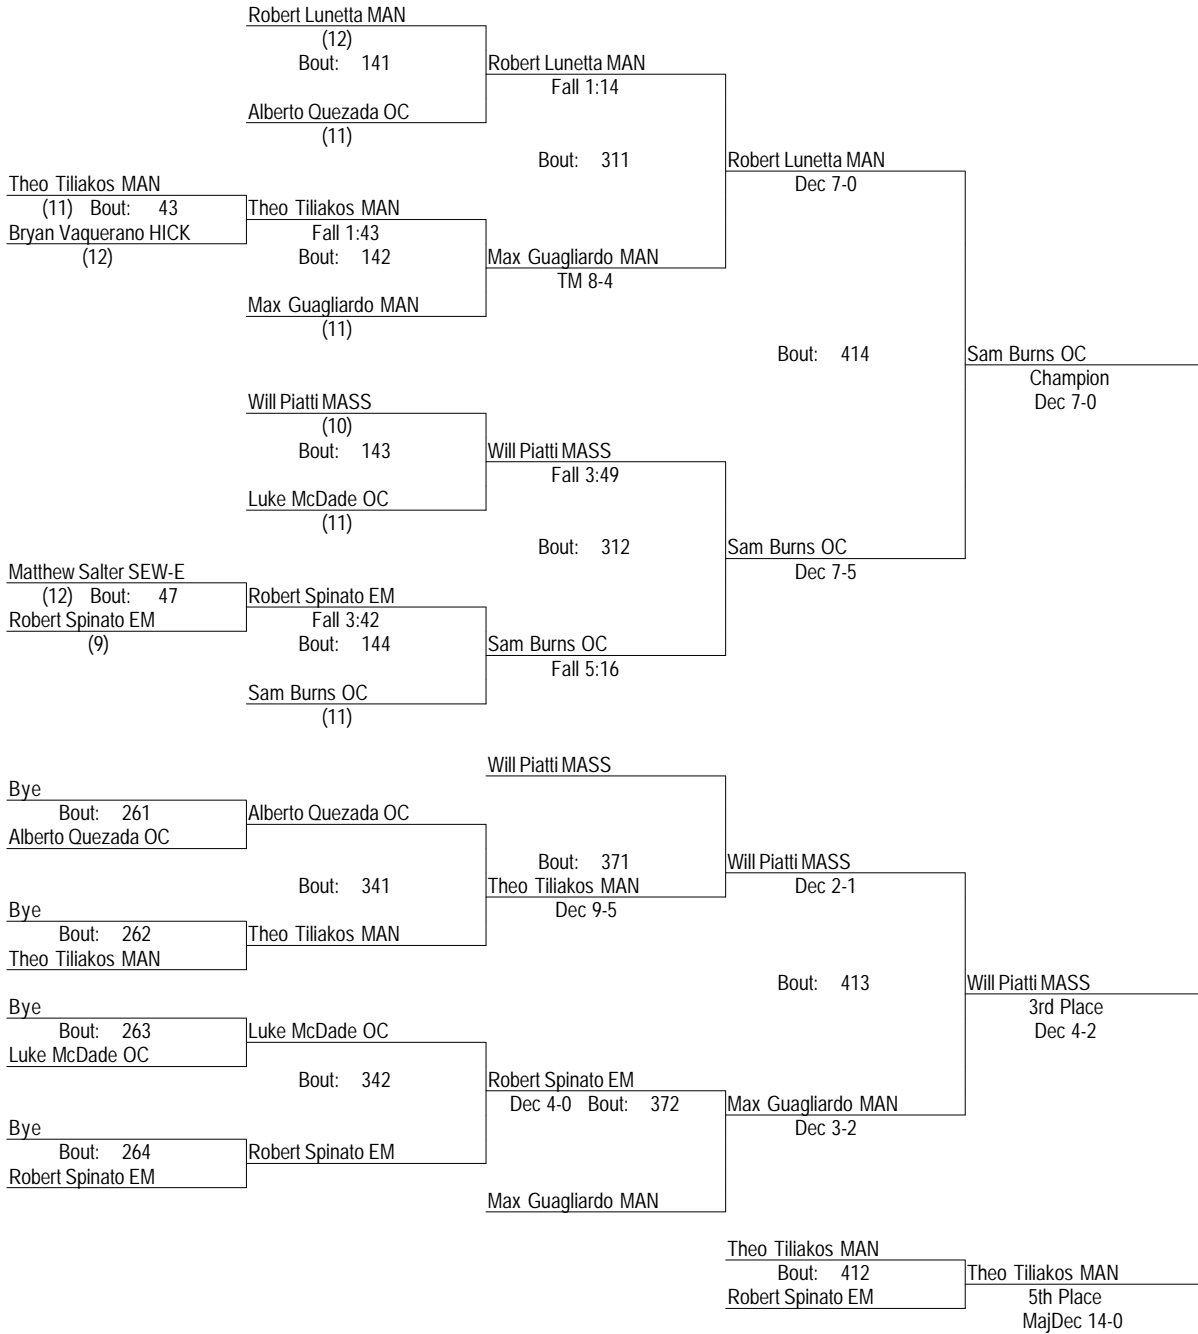 Robert Lunetta MAN
(12)
Bout: 141
Robert Lunetta MAN
Fall 1:14
Alberto Quezada OC
(11)
Bout: 311
Robert Lunetta MAN
Dec 7-0
Theo Tiliakos MAN
(11) Bout: 43
Theo Tiliakos MAN
Bryan Vaquerano HICK
Fall 1:43
(12)
Bout: 142
Max Guagliardo MAN
TM 8-4
Max Guagliardo MAN
(11)
Bout: 414
Sam Burns OC
Champion
Dec 7-0
Will Piatti MASS
(10)
Bout: 143
Will Piatti MASS
Fall 3:49
Luke McDade OC
(11)
Bout: 312
Sam Burns OC
Dec 7-5
Matthew Salter SEW-E
(12) Bout: 47
Robert Spinato EM
Robert Spinato EM
Fall 3:42
(9)
Bout: 144
Sam Burns OC
Fall 5:16
Sam Burns OC
(11)
Will Piatti MASS
Bye
Bout: 261
Alberto Quezada OC
Alberto Quezada OC
Bout: 371
Will Piatti MASS
Bout: 341
Theo Tiliakos MAN
Dec 2-1
Dec 9-5
Bye
Bout: 262
Theo Tiliakos MAN
Theo Tiliakos MAN
Bout: 413
Will Piatti MASS
3rd Place
Dec 4-2
Bye
Bout: 263
Luke McDade OC
Luke McDade OC
Bout: 342
Robert Spinato EM
Dec 4-0 Bout: 372
Max Guagliardo MAN
Dec 3-2
Bye
Bout: 264
Robert Spinato EM
Robert Spinato EM
Max Guagliardo MAN
Theo Tiliakos MAN
Bout: 412
Theo Tiliakos MAN
Robert Spinato EM
5th Place
MajDec 14-0